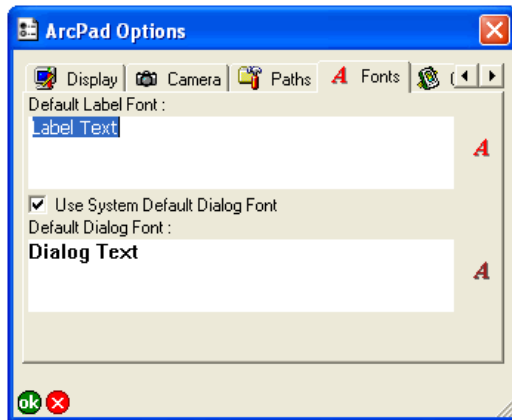 ArcPad Options
Display Camera Paths A Fonts
Default Label Font :
Label Text
A
Use System Default Dialog Font
Default Dialog Font :
Dialog Text
A
ok